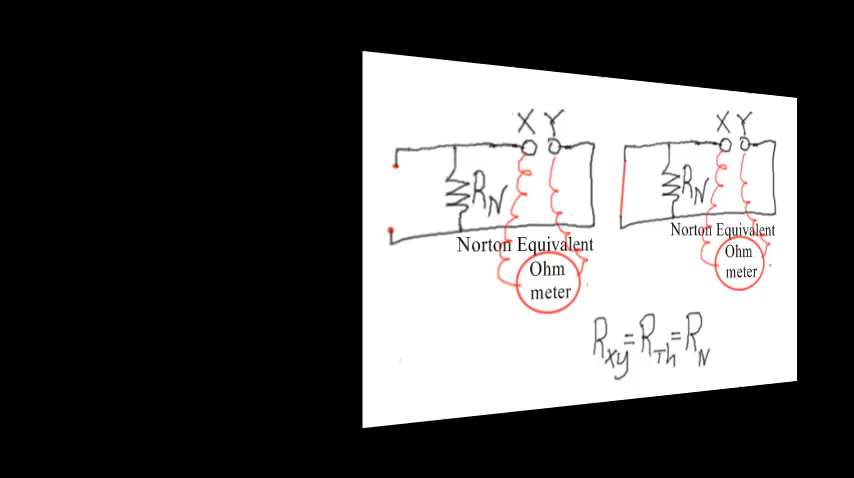 X Y
R_N
Norton Equivalent
Ohm
meter
X Y
R_N
Norton Equivalent
Ohm
meter
R_xy = R_Th = R_N